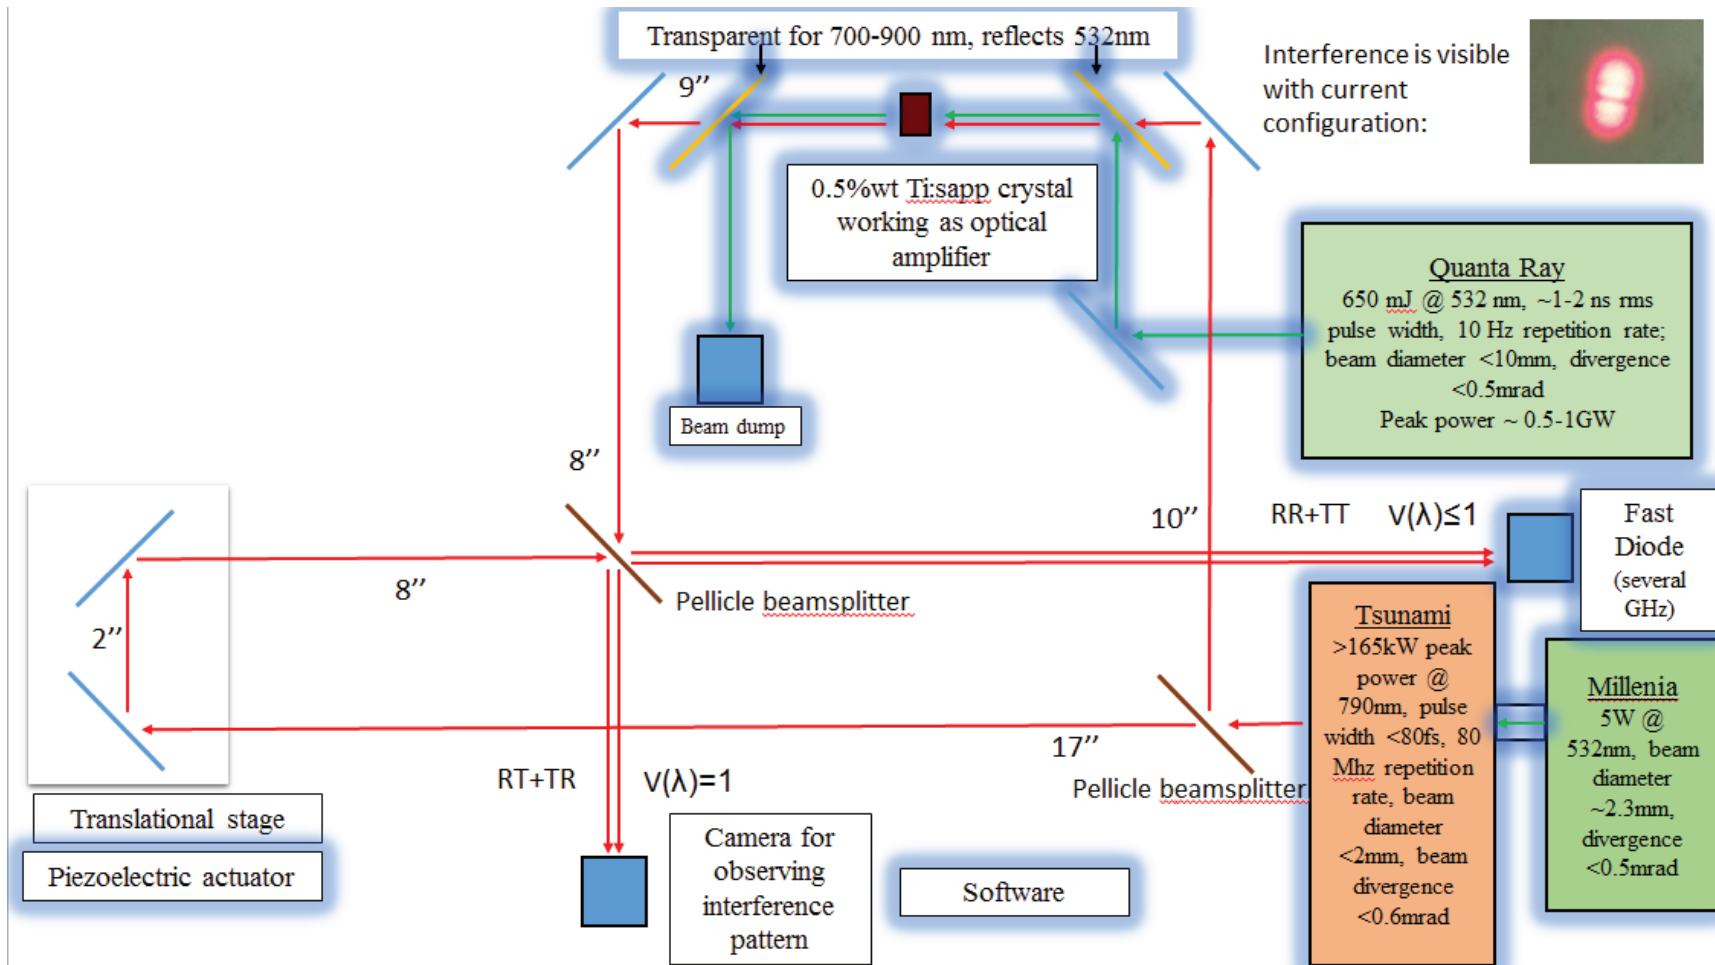 Transparent for 700-900 nm, reflects 532nm
Interference is visible
with current
configuration:
9’’
0.5%wt Ti:sapp crystal
working as optical
amplifier
Quanta Ray
650 mJ @ 532 nm, ~1-2 ns rms
pulse width, 10 Hz repetition rate;
beam diameter <10mm, divergence
<0.5mrad
Peak power ~ 0.5-1GW
Beam dump
8’’
10’’
RR+TT V(λ)≤1
Fast
Diode
(several
GHz)
8’’
Pellicle beamsplitter
2’’
Tsunami
>165kW peak
power @
790nm, pulse
width <80fs, 80
Mhz repetition
rate, beam
diameter
<2mm, beam
divergence
<0.6mrad
Millenia
5W @
532nm, beam
diameter
~2.3mm,
divergence
<0.5mrad
17’’
RT+TR V(λ)=1
Pellicle beamsplitter
Translational stage
Piezoelectric actuator
Camera for
observing
interference
pattern
Software